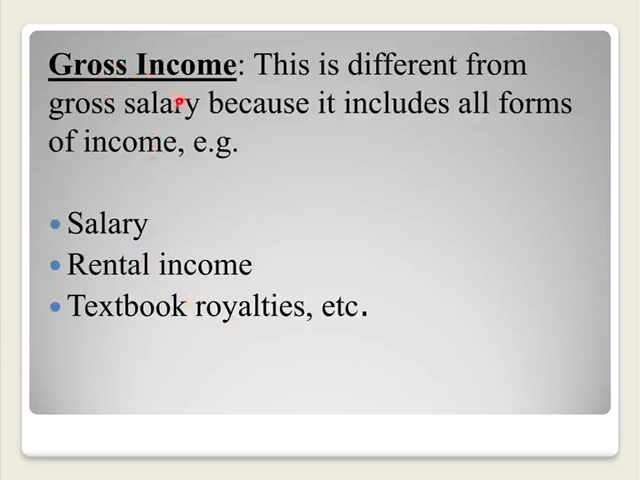 Gross Income: This is different from
gross salary because it includes all forms
of income, e.g.
• Salary
• Rental income
• Textbook royalties, etc.